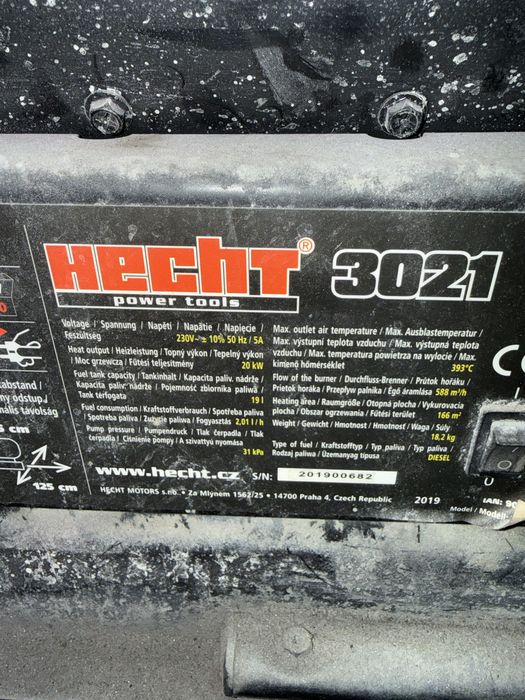 HECHT® 3021
power tools
Voltage / Spannung / Napětí / Napätie / Napięcie /
Feszültség 230V~ ± 10% 50 Hz / 5A
Heat output / Heizleistung / Topný výkon / Tepelný výkon
Moc grzewcza / Fűtési teljesítmény 20 kW
Fuel tank capacity / Tankinhalt / Kapacita paliv. nádrže /
Kapacita palív. nádrže / Pojemność zbiornika paliwa /
Tank térfogata 19 l
Fuel consumption / Kraftstoffverbrauch / Spotřeba paliva
/ Spotreba paliva / Zużycie paliwa / Fogyasztás 2,01 l / h
Pump pressure / Pumpendruck / Tlak čerpadla / Tlak
čerpadla / Ciśnienie pompy / A szivattyú nyomása
31 kPa
Max. outlet air temperature / Max. Ausblastemperatur /
Max. výstupní teplota vzduchu / Max. výstupná teplota
vzduchu / Max. temperatura powietrza na wylocie / Max.
kimenő hőmérséklet 393°C
Flow of the burner / Durchfluss-Brenner / Průtok hořáku /
Prietok horáka / Przepływ palnika / Égő áramlása 588 m³/h
Heating area / Raumgröße / Otopná plocha / Vykurovacia
plocha / Obszar ogrzewania / Fűtési terület 166 m²
Weight / Gewicht / Hmotnost / Hmotnosť / Waga / Súly
18,2 kg
Type of fuel / Kraftstofftyp / Typ paliva / Typ paliva /
Rodzaj paliwa / Üzemanyag típusa DIESEL
www.hecht.cz S/N: 201900682
HECHT MOTORS s.r.o. • Za Mlýnem 1562/25 • 14700 Praha 4, Czech Republic 2019
125 cm
Model / Modell